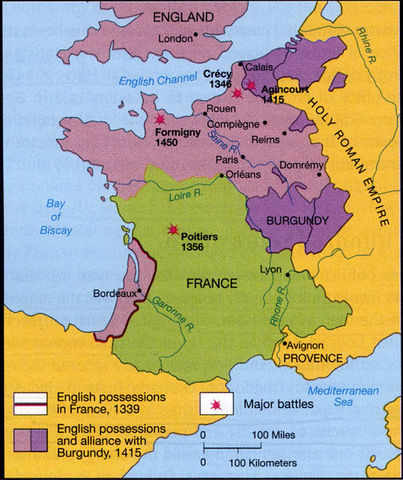 ENGLAND
London
Rhine R.
English Channel
Calais
Crécy
1346
Agincourt
1415
HOLY ROMAN EMPIRE
Rouen
Formigny
1450
Compiègne
Reims
Seine R.
Paris
Domrémy
Orléans
Loire R.
Bay
of
Biscay
BURGUNDY
Poitiers
1356
FRANCE
Lyon
Bordeaux
Garonne R.
Rhone R.
Avignon
PROVENCE
Mediterranean
Sea
English possessions
in France, 1339
Major battles
English possessions
and alliance with
Burgundy, 1415
0 100 Miles
0 100 Kilometers